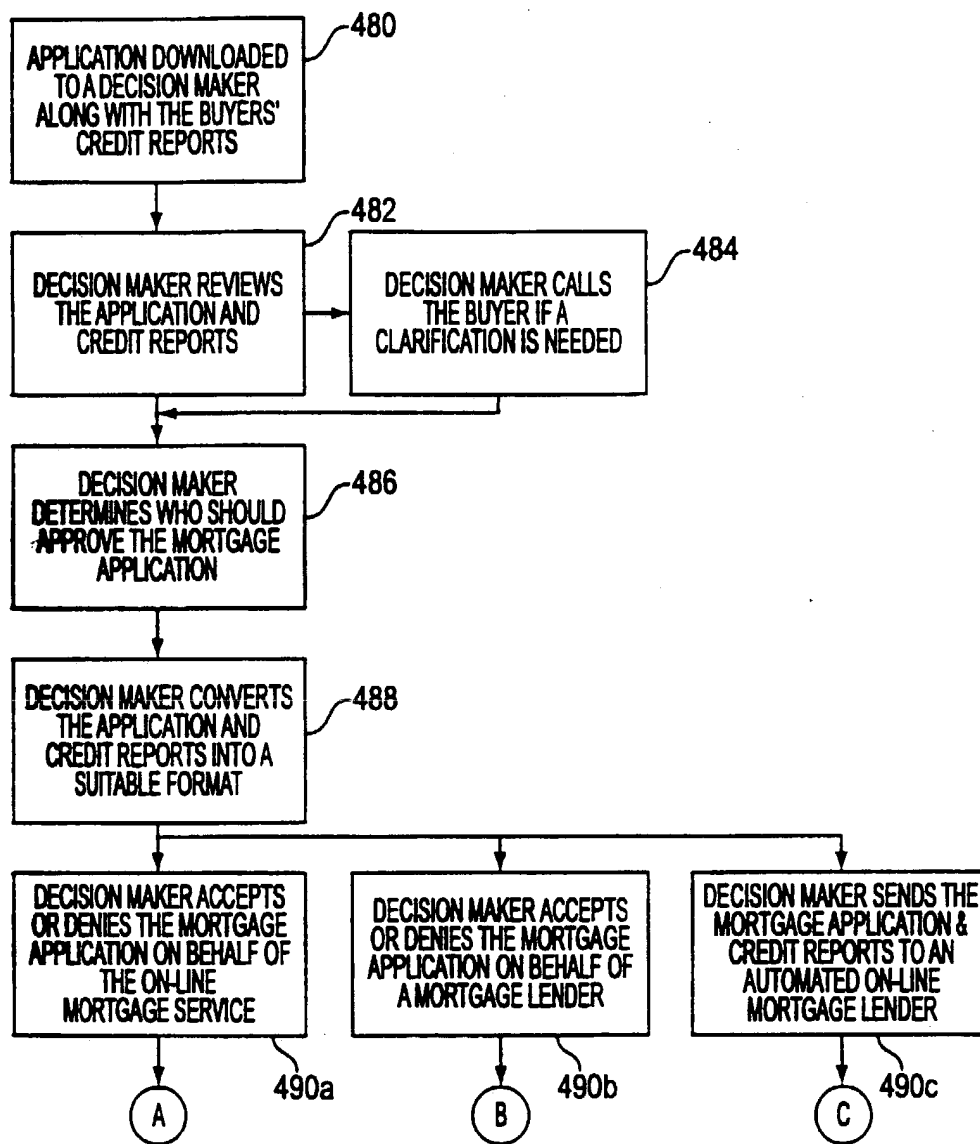 480
APPLICATION DOWNLOADED
TO A DECISION MAKER
ALONG WITH THE BUYERS'
CREDIT REPORTS
482
DECISION MAKER REVIEWS
THE APPLICATION AND
CREDIT REPORTS
484
DECISION MAKER CALLS
THE BUYER IF A
CLARIFICATION IS NEEDED
486
DECISION MAKER
DETERMINES WHO SHOULD
APPROVE THE MORTGAGE
APPLICATION
488
DECISION MAKER CONVERTS
THE APPLICATION AND
CREDIT REPORTS INTO A
SUITABLE FORMAT
DECISION MAKER ACCEPTS
OR DENIES THE MORTGAGE
APPLICATION ON BEHALF OF
THE ON-LINE
MORTGAGE SERVICE
490a
DECISION MAKER ACCEPTS
OR DENIES THE MORTGAGE
APPLICATION ON BEHALF OF
A MORTGAGE LENDER
490b
DECISION MAKER SENDS THE
MORTGAGE APPLICATION &
CREDIT REPORTS TO AN
AUTOMATED ON-LINE
MORTGAGE LENDER
490c
A
B
C